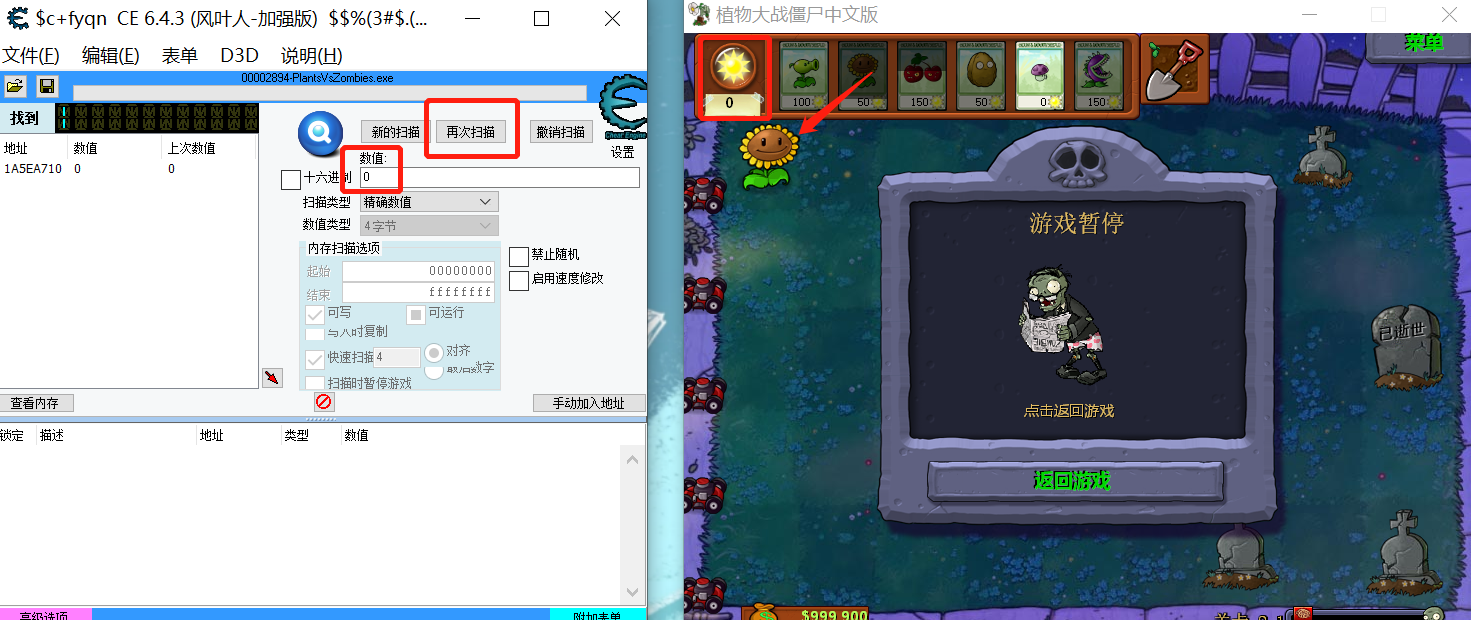 $c+fyqn CE 6.4.3 (风叶人-加强版) $$%(3#$.(...
文件(F) 编辑(E) 表单 D3D 说明(H)
00002894-PlantsVsZombies.exe
找到 1
地址 数值 上次数值
1A5EA710 0 0
新的扫描 再次扫描 撤销扫描
Cheat Engine
设置
数值:
十六进制 0
扫描类型 精确数值
数值类型 4字节
内存扫描选项
起始 00000000
结束 ffffffff
可写 可运行
写入时复制
快速扫描 4 对齐
最后数字
扫描时暂停游戏
禁止随机
启用速度修改
查看内存 手动加入地址
锁定 描述 地址 类型 数值
高级选项 附加表单
植物大战僵尸中文版
菜单
0 100 50 150 50 0 150
游戏暂停
点击返回游戏
返回游戏
已逝世
$999,900